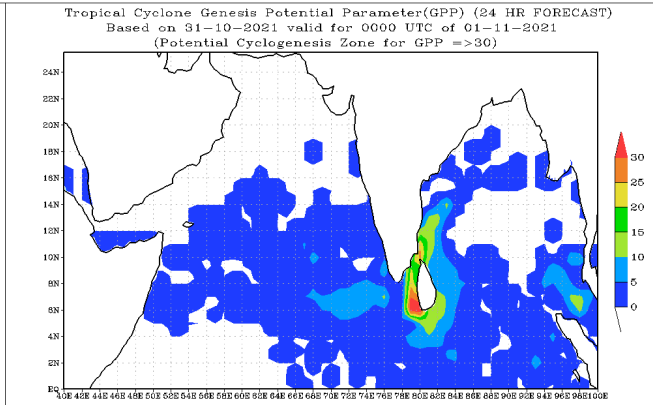 Tropical Cyclone Genesis Potential Parameter(GPP) (24 HR FORECAST)
Based on 31-10-2021 valid for 0000 UTC of 01-11-2021
(Potential Cyclogenesis Zone for GPP =>30)
24N
22N
20N
18N
16N
14N
12N
10N
8N
6N
4N
2N
EQ
40E 42E 44E 46E 48E 50E 52E 54E 56E 58E 60E 62E 64E 66E 68E 70E 72E 74E 76E 78E 80E 82E 84E 86E 88E 90E 92E 94E 96E 98E 100E
30
25
20
15
10
5
0